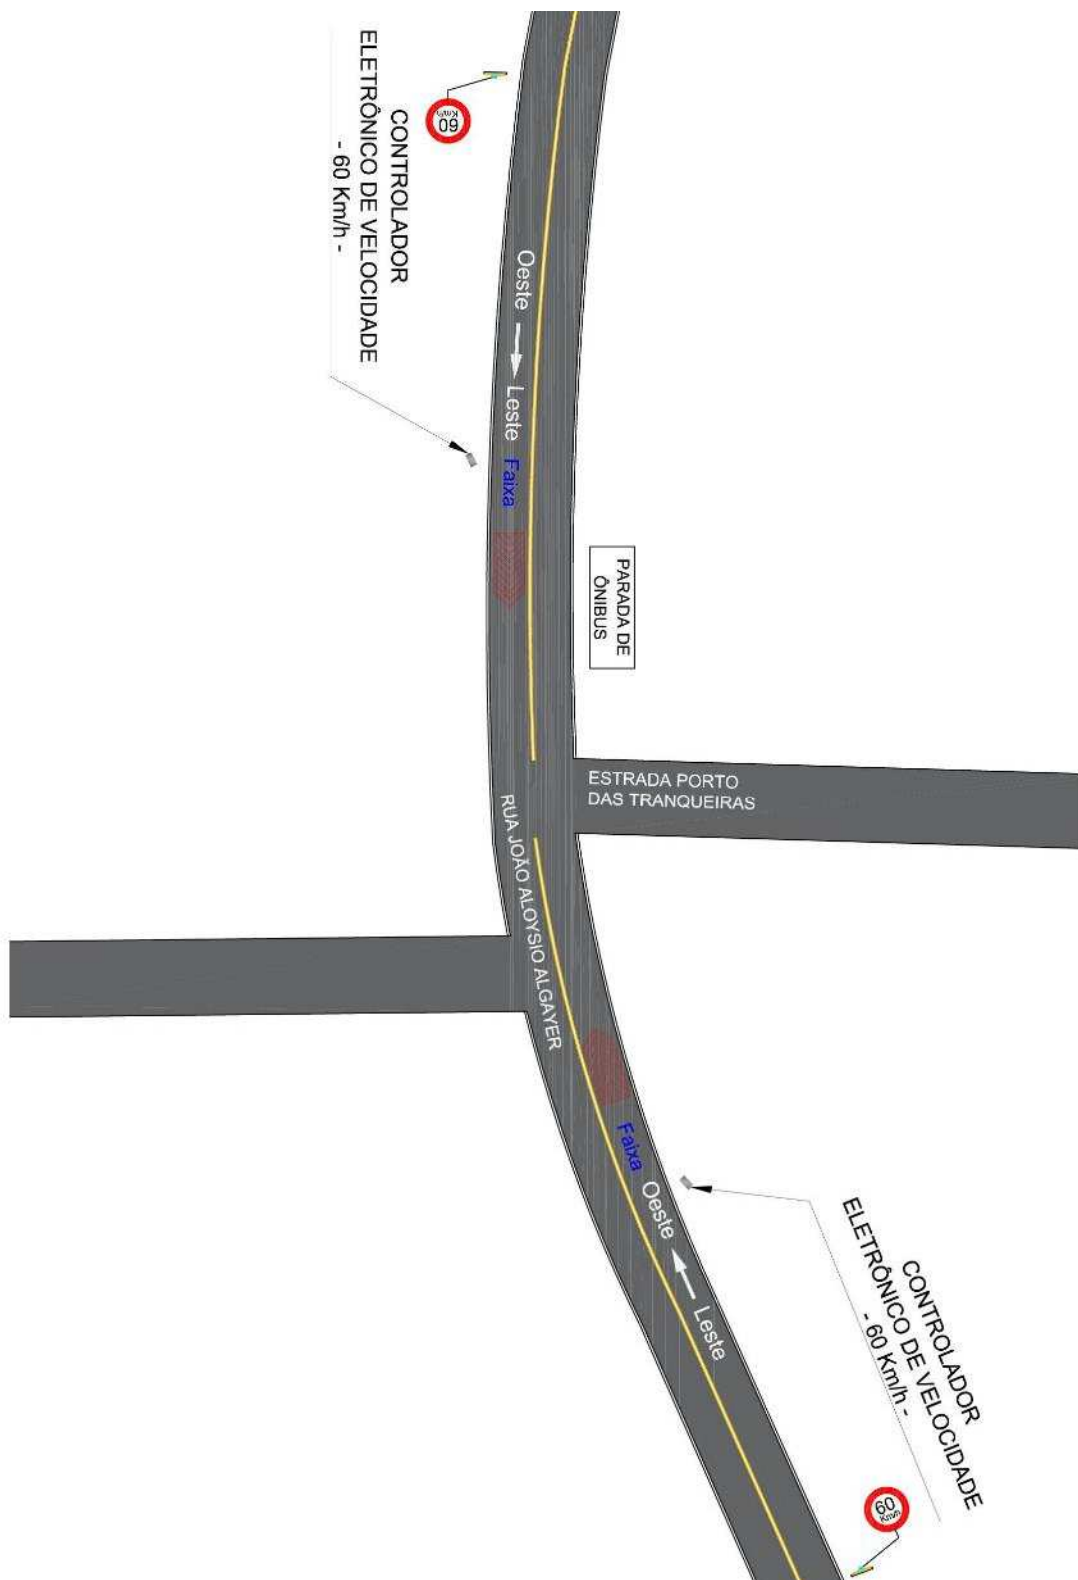 60
Km/h
CONTROLADOR
ELETRÔNICO DE VELOCIDADE
- 60 Km/h -
Oeste
Leste
Faixa
PARADA DE
ÔNIBUS
ESTRADA PORTO
DAS TRANQUEIRAS
RUA JOÃO ALOYSIO ALGAYER
Faixa
Oeste
Leste
CONTROLADOR
ELETRÔNICO DE VELOCIDADE
- 60 Km/h -
60
Km/h